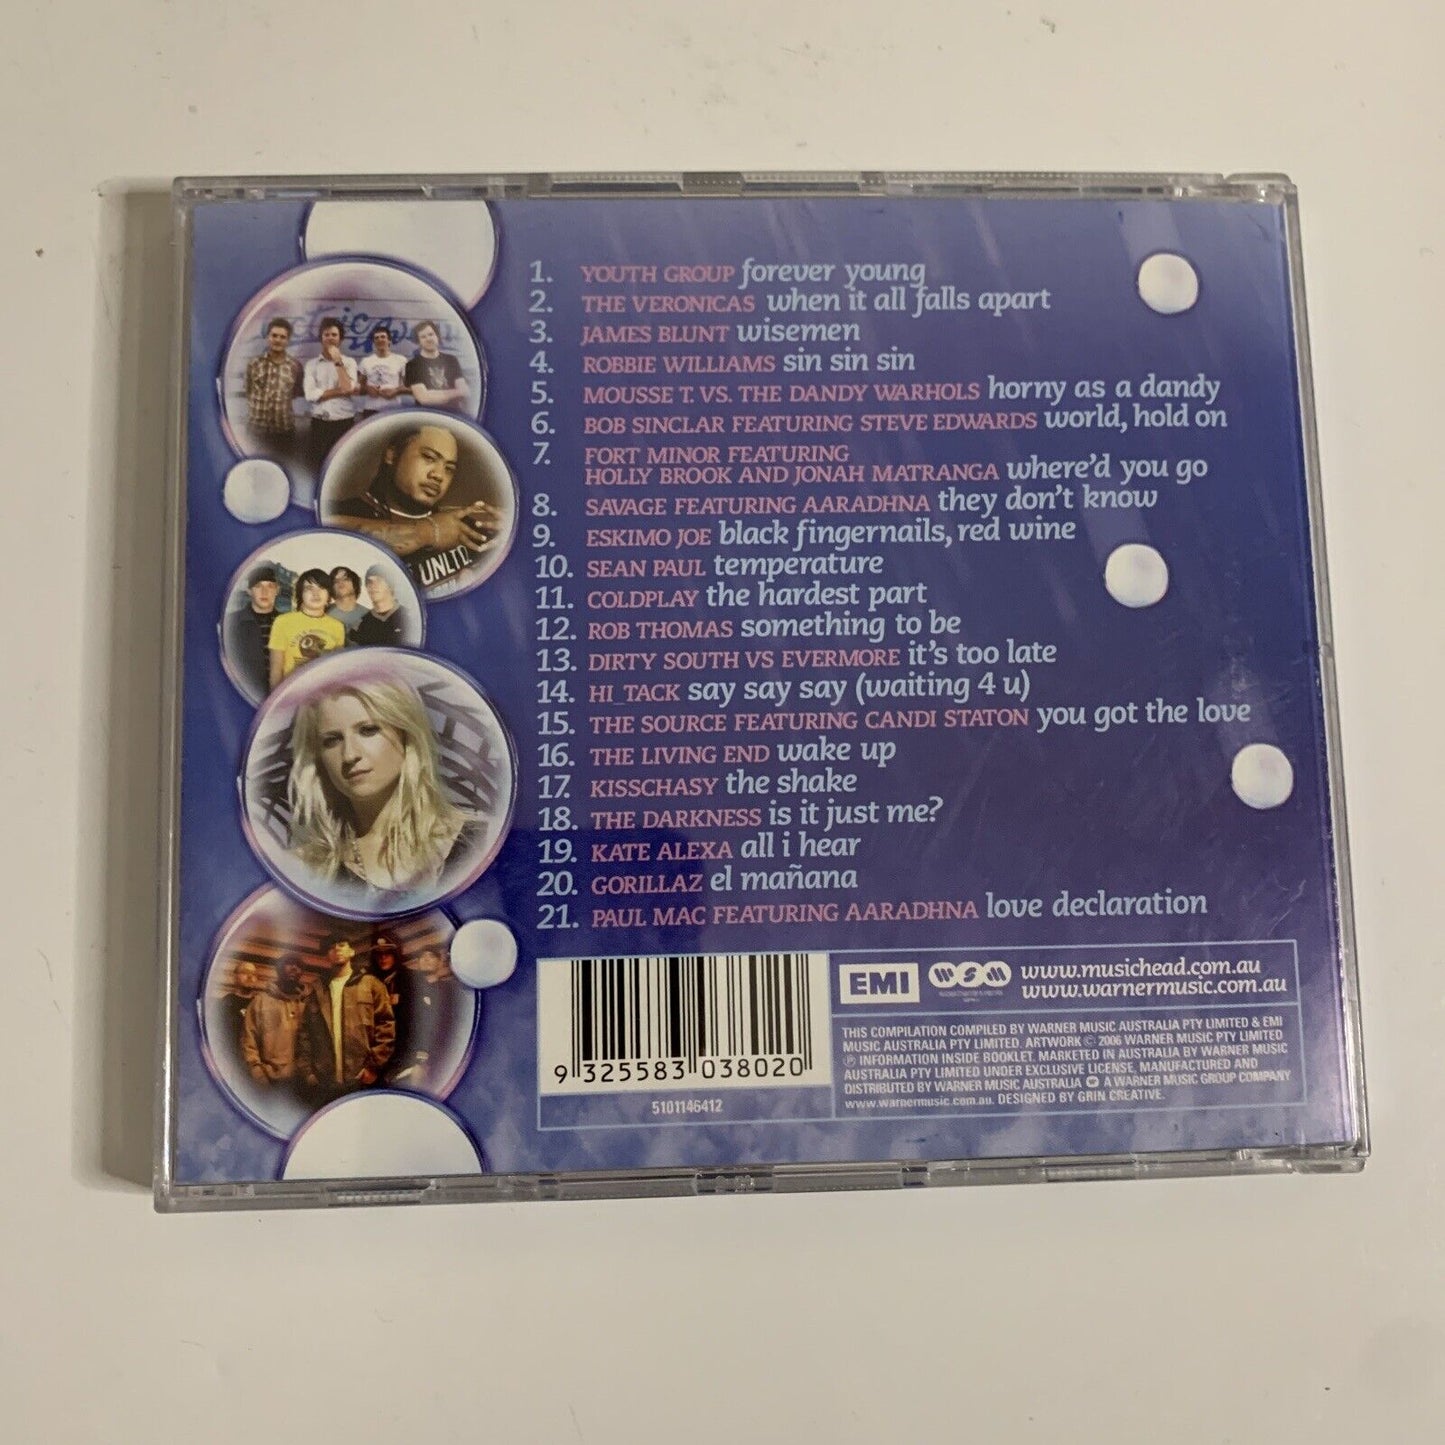 1. YOUTH GROUP forever young
2. THE VERONICAS when it all falls apart
3. JAMES BLUNT wisemen
4. ROBBIE WILLIAMS sin sin sin
5. MOUSSE T. VS. THE DANDY WARHOLS horny as a dandy
6. BOB SINCLAR FEATURING STEVE EDWARDS world, hold on
7. FORT MINOR FEATURING
HOLLY BROOK AND JONAH MATRANGA where'd you go
8. SAVAGE FEATURING AARADHNA they don't know
9. ESKIMO JOE black fingernails, red wine
10. SEAN PAUL temperature
11. COLDPLAY the hardest part
12. ROB THOMAS something to be
13. DIRTY SOUTH VS EVERMORE it's too late
14. HI_TACK say say say (waiting 4 u)
15. THE SOURCE FEATURING CANDI STATON you got the love
16. THE LIVING END wake up
17. KISSCHASY the shake
18. THE DARKNESS is it just me?
19. KATE ALEXA all i hear
20. GORILLAZ el mañana
21. PAUL MAC FEATURING AARADHNA love declaration
UNLTD.
9 325583 038020
5101146412
EMI
WSM
www.musichead.com.au
www.warnermusic.com.au
THIS COMPILATION COMPILED BY WARNER MUSIC AUSTRALIA PTY LIMITED & EMI
MUSIC AUSTRALIA PTY LIMITED. ARTWORK © 2006 WARNER MUSIC PTY LIMITED
℗ INFORMATION INSIDE BOOKLET. MARKETED IN AUSTRALIA BY WARNER MUSIC
AUSTRALIA PTY LIMITED UNDER EXCLUSIVE LICENSE, MANUFACTURED AND
DISTRIBUTED BY WARNER MUSIC AUSTRALIA A WARNER MUSIC GROUP COMPANY
www.warnermusic.com.au. DESIGNED BY GRIN CREATIVE.